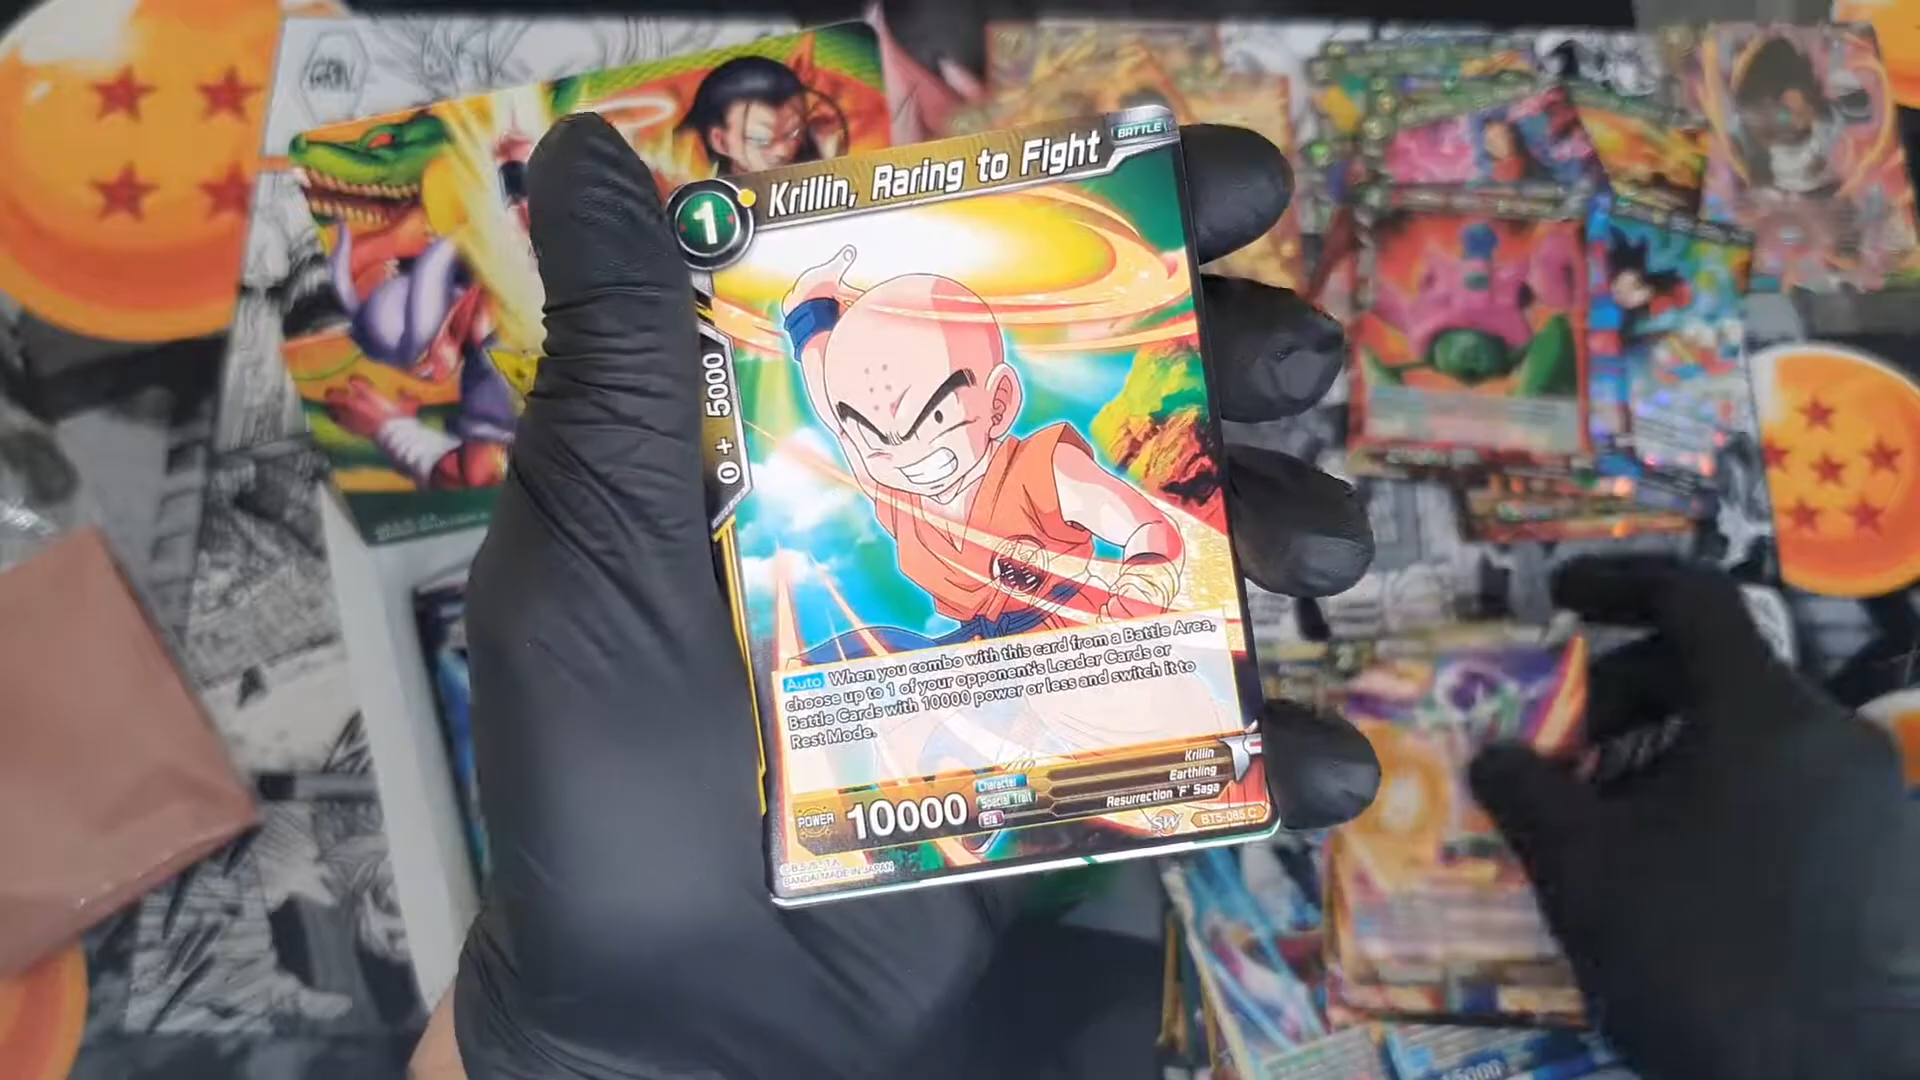 GRN.
BATTLE
Krillin, Raring to Fight
1
0 + 5000
Auto When you combo with this card from a Battle Area,
choose up to 1 of your opponent's Leader Cards or
Battle Cards with 10000 power or less and switch it to
Rest Mode.
Krillin
Character
Earthling
Special Trait
Resurrection 'F' Saga
Era
POWER 10000
SW BT5-085 C
BANDAI MADE IN JAPAN
15000